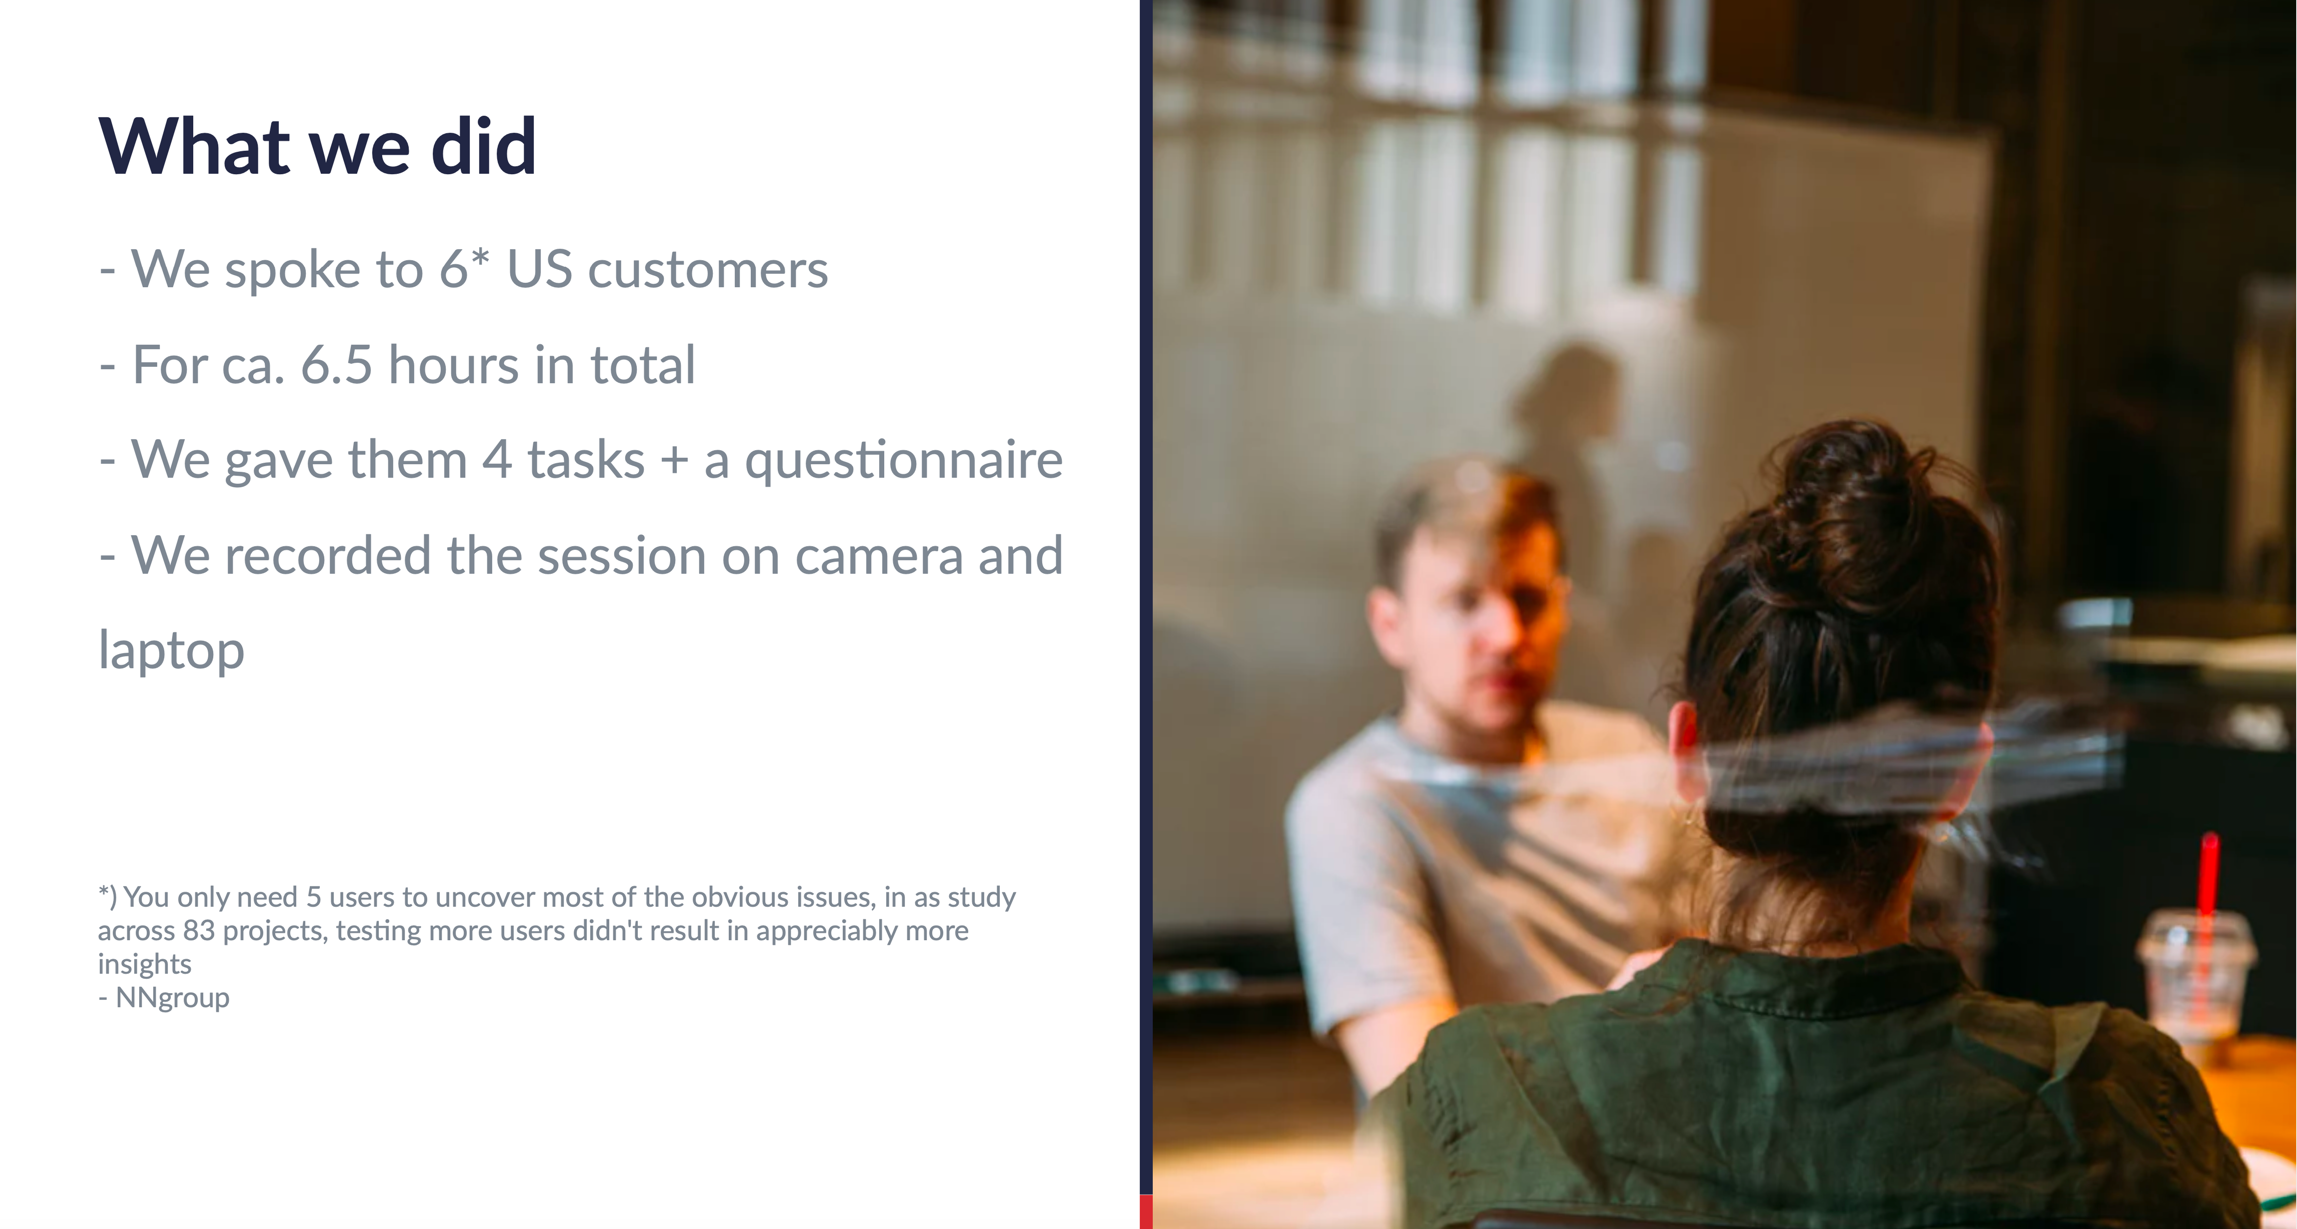 What we did
- We spoke to 6* US customers
- For ca. 6.5 hours in total
- We gave them 4 tasks + a questionnaire
- We recorded the session on camera and
laptop
*) You only need 5 users to uncover most of the obvious issues, in as study
across 83 projects, testing more users didn't result in appreciably more
insights
- NNgroup